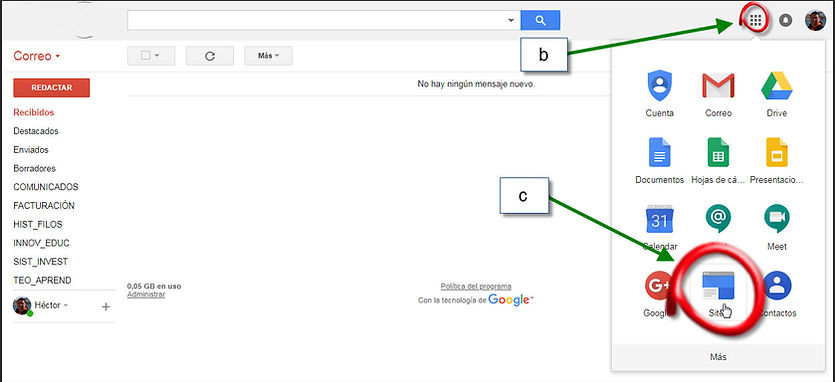 b
Correo
Más
REDACTAR
No hay ningún mensaje nuevo.
Recibidos
Destacados
Enviados
Borradores
COMUNICADOS
FACTURACIÓN
HIST_FILOS
INNOV_EDUC
SIST_INVEST
TEO_APREND
Héctor
0,05 GB en uso
Administrar
Política del programa
Con la tecnología de Google™
c
Cuenta Correo Drive
Documentos Hojas de cá... Presentacio...
31
Calendar Meet
G+
Google Sites Contactos
Más